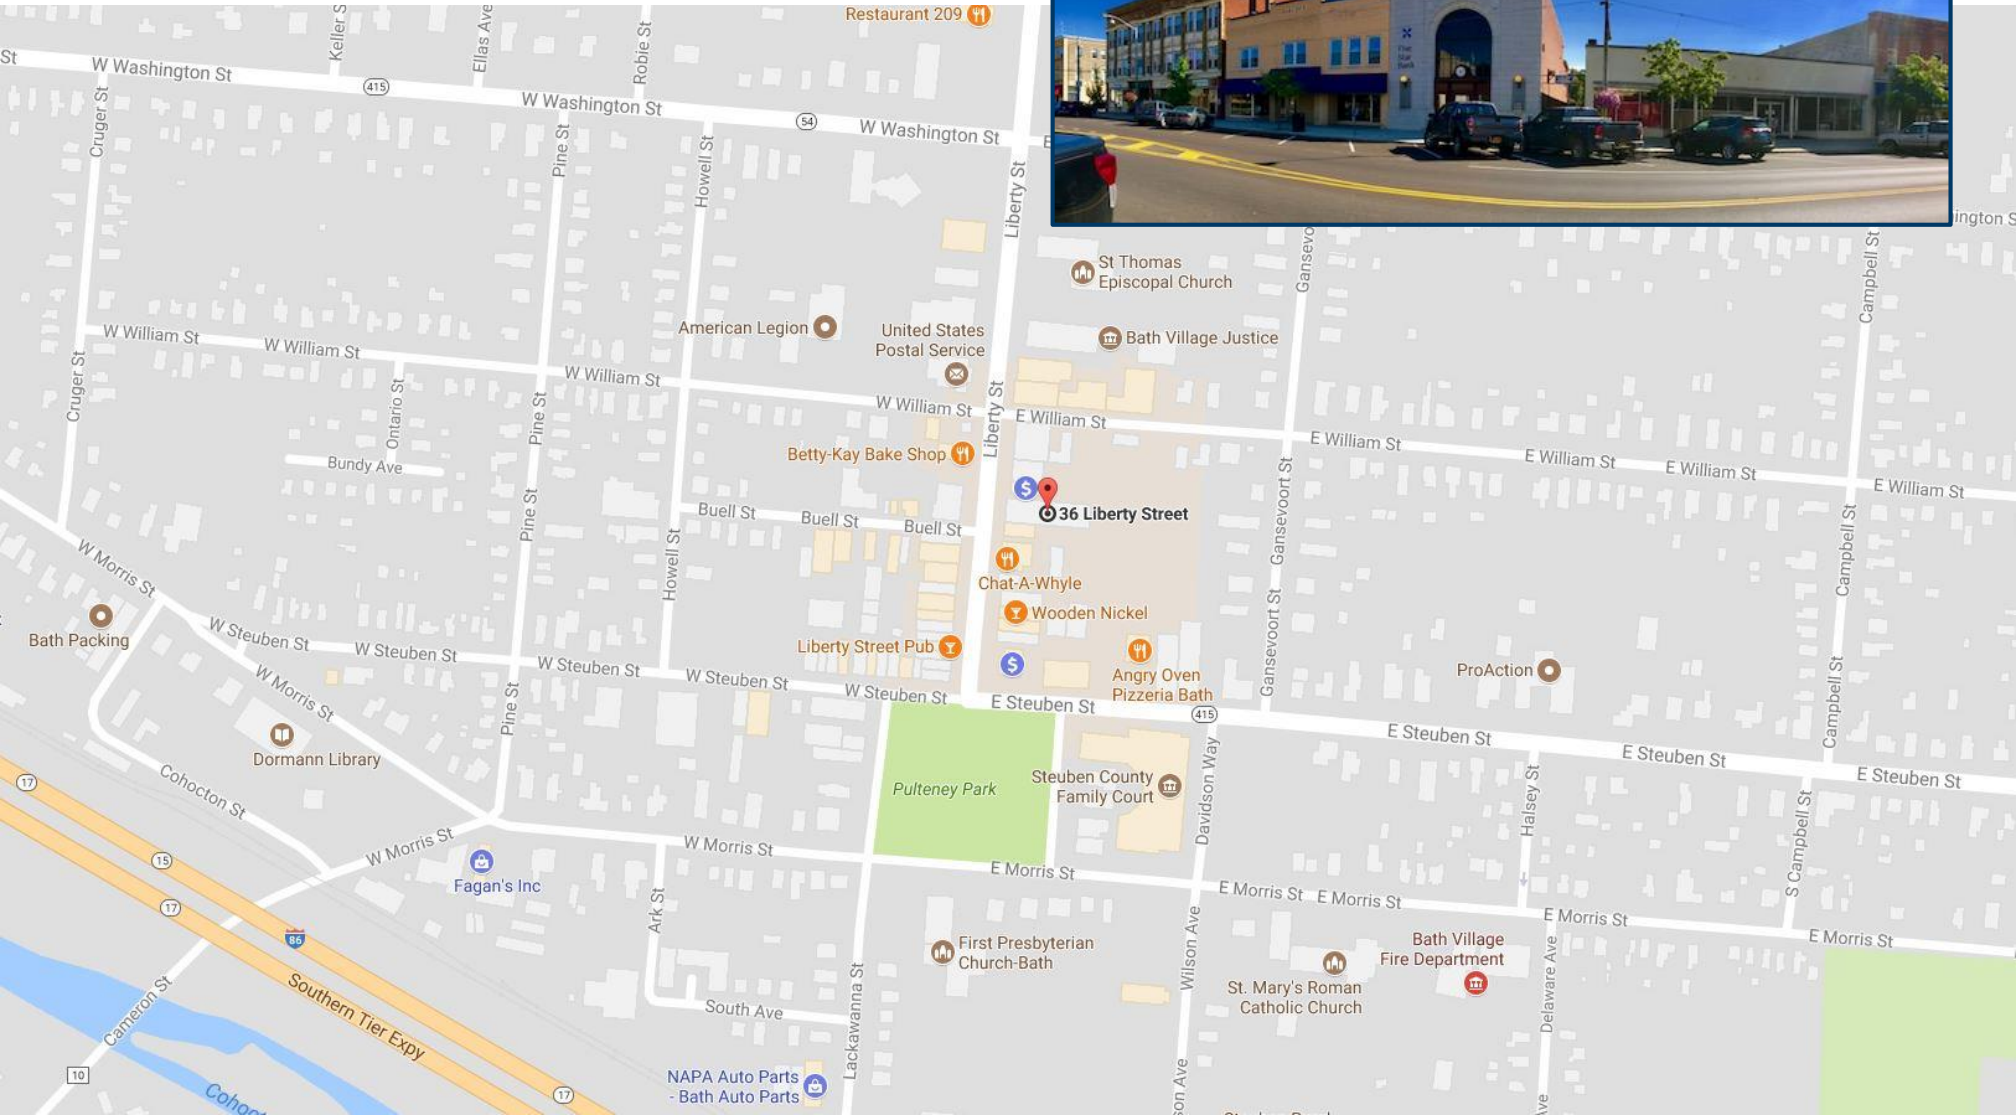 Restaurant 209
St
W Washington St
415
W Washington St
54
W Washington St
E
Keller S
Ellas Ave
Robie St
Cruger St
Pine St
Howell St
Liberty St
Five
Star
Bank
ington S
Gansevo
Campbell St
St Thomas
Episcopal Church
American Legion
United States
Postal Service
Bath Village Justice
W William St
W William St
W William St
W William St
E William St
E William St
E William St
E William St
E William St
Cruger St
Ontario St
Pine St
Liberty St
Bundy Ave
Betty-Kay Bake Shop
$
36 Liberty Street
Pine St
Buell St
Buell St
Buell St
Howell St
Gansevoort St
Gansevoort St
Campbell St
W Morris St
Chat-A-Whyle
Wooden Nickel
Bath Packing
W Steuben St
W Steuben St
W Steuben St
W Steuben St
W Steuben St
Liberty Street Pub
$
Angry Oven
Pizzeria Bath
ProAction
W Morris St
Pine St
E Steuben St
415
E Steuben St
E Steuben St
E Steuben St
Campbell St
Dormann Library
Pulteney Park
Steuben County
Family Court
Davidson Way
Halsey St
S Campbell St
17
Cohocton St
15
W Morris St
W Morris St
E Morris St
E Morris St
E Morris St
E Morris St
E Morris St
Fagan's Inc
17
86
Ark St
First Presbyterian
Church-Bath
Wilson Ave
St. Mary's Roman
Catholic Church
Bath Village
Fire Department
Delaware Ave
Cameron St
Southern Tier Expy
South Ave
Lackawanna St
10
Cohoc
17
NAPA Auto Parts
- Bath Auto Parts
son Ave
Ave